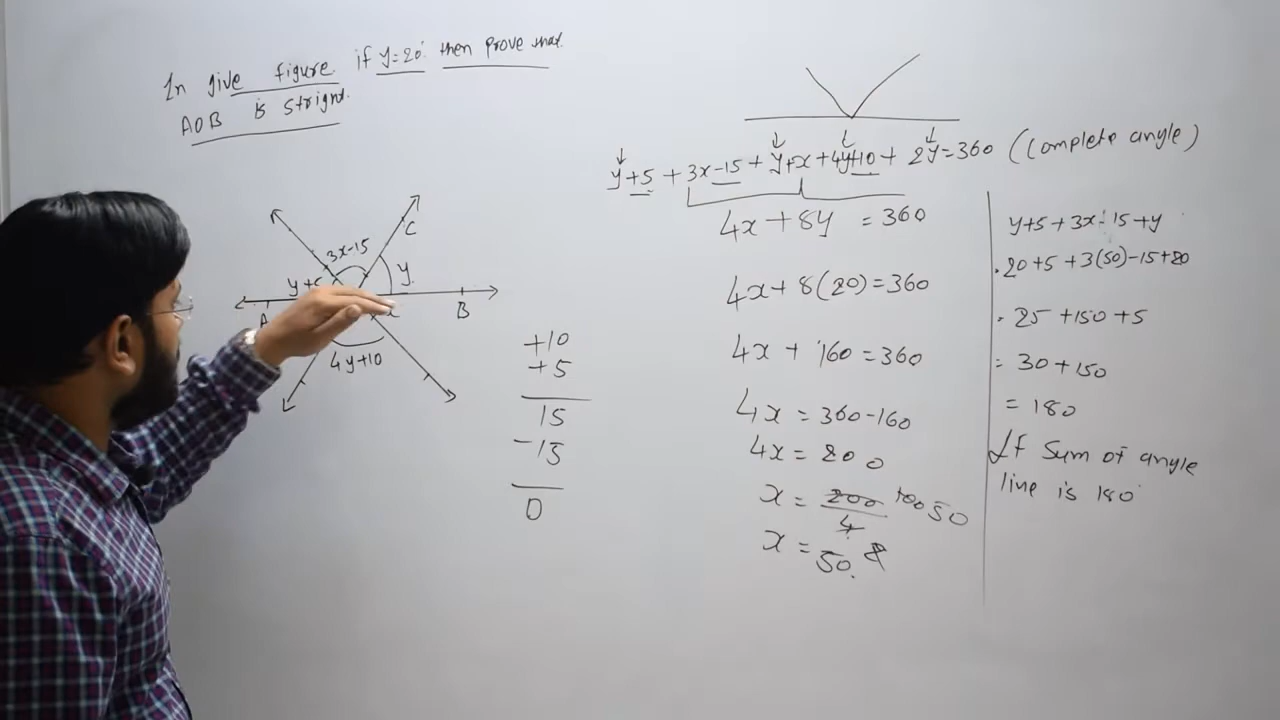 In give figure. if y=20. then prove that.
AOB is strignt.
y+5 + 3x-15 + y+x+4y+10 + 2y=360 (Complete angle)
4x+8y =360
4x+8(20)=360
4x+ 160=360
4x = 360-160
4x = 200
x = 200/4 100 50
x = 50.
y+5+3x-15+y
20+5+3(50)-15+20
25+150+5
= 30+150
= 180
If Sum of angle
line is 180
3x-15
C
y
A
B
4y+10
+10
+5
15
-15
0